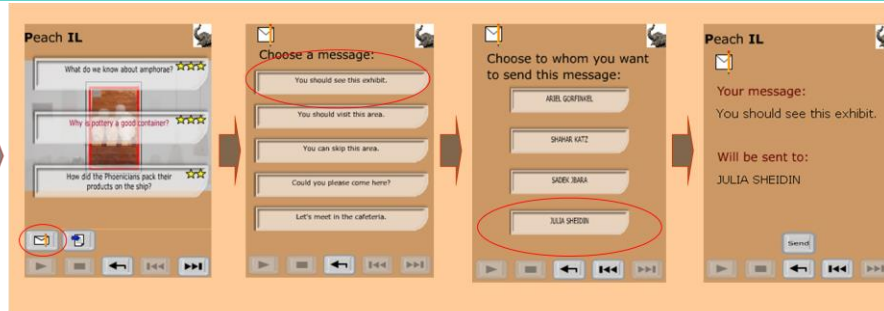 Peach IL
What do we know about amphorae?
Why is pottery a good container?
How did the Phoenicians pack their
products on the ship?
Choose a message:
You should see this exhibit.
You should visit this area.
You can skip this area.
Could you please come here?
Let's meet in the cafeteria.
Choose to whom you want
to send this message:
ARIEL GORFINKEL
SHAHAR KATZ
SADEK JBARA
JULIA SHEIDIN
Peach IL
Your message:
You should see this exhibit.
Will be sent to:
JULIA SHEIDIN
Send